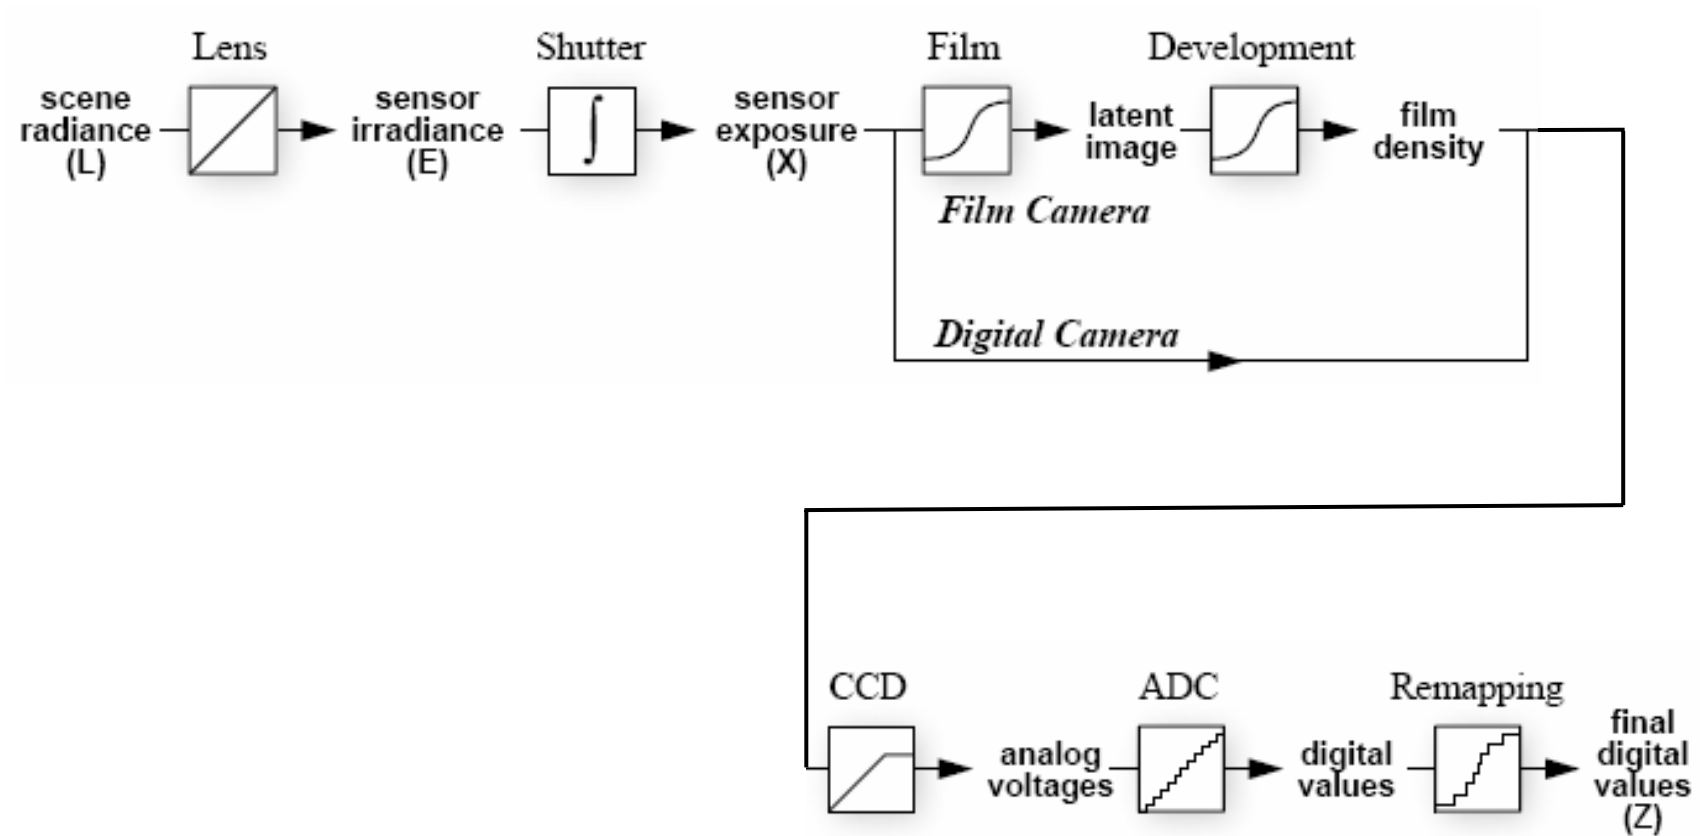 Lens
Shutter
Film
Development
scene
radiance
(L)
sensor
irradiance
(E)
∫
sensor
exposure
(X)
latent
image
film
density
Film Camera
Digital Camera
CCD
ADC
Remapping
analog
voltages
digital
values
final
digital
values
(Z)